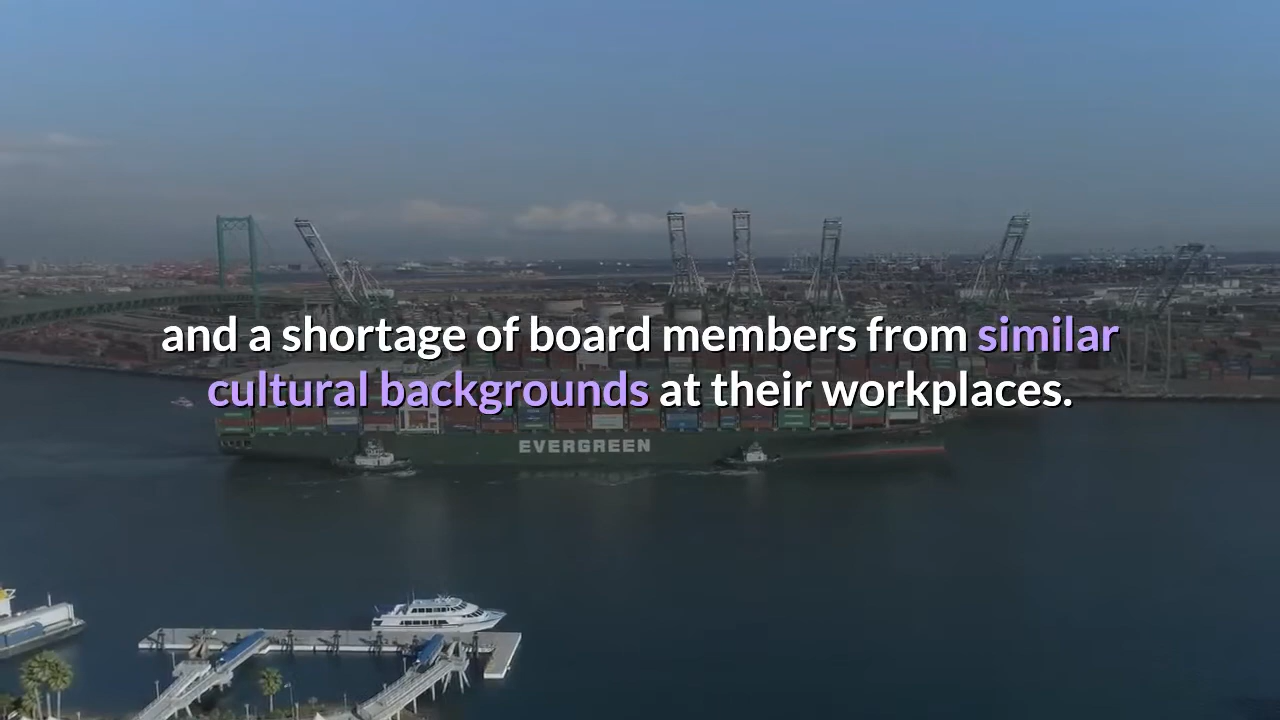 and a shortage of board members from similar
cultural backgrounds at their workplaces.
EVERGREEN